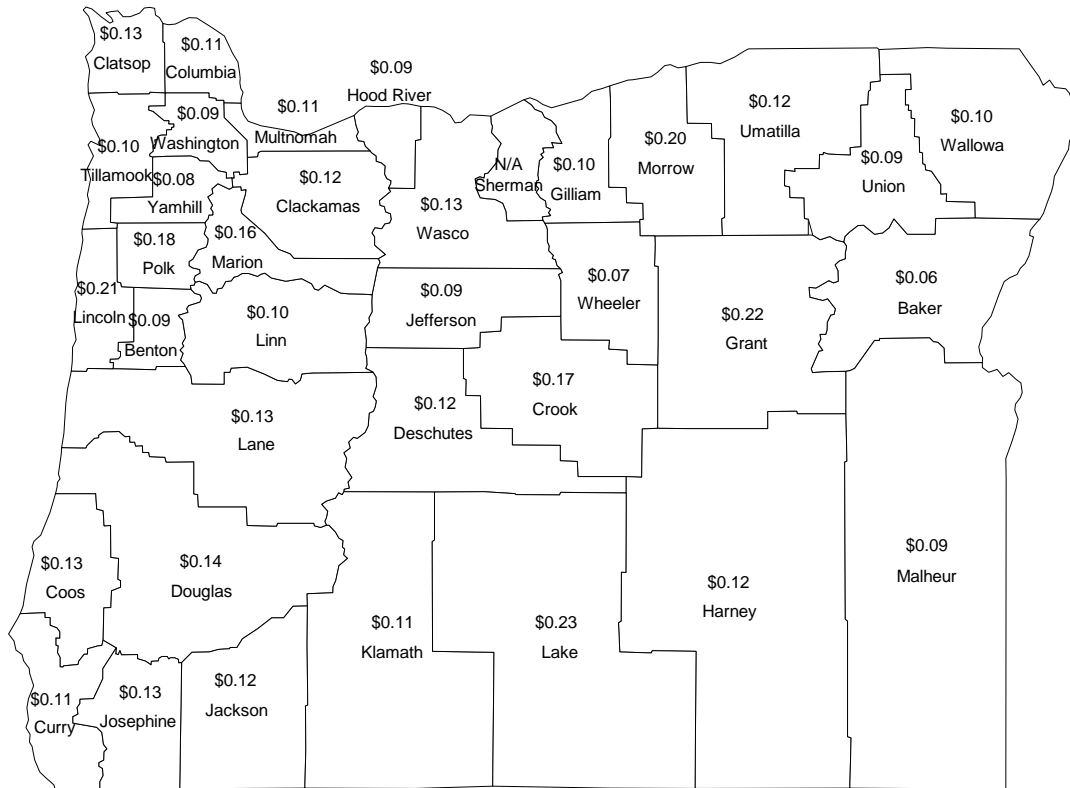 $0.13
Clatsop
$0.11
Columbia
$0.09
Hood River
$0.09
Washington
$0.11
Multnomah
$0.10
Tillamook
$0.08
Yamhill
$0.12
Clackamas
N/A
Sherman
$0.10
Gilliam
$0.20
Morrow
$0.12
Umatilla
$0.09
Union
$0.10
Wallowa
$0.18
Polk
$0.16
Marion
$0.13
Wasco
$0.21
Lincoln
$0.09
Benton
$0.10
Linn
$0.09
Jefferson
$0.07
Wheeler
$0.22
Grant
$0.06
Baker
$0.13
Lane
$0.12
Deschutes
$0.17
Crook
$0.13
Coos
$0.14
Douglas
$0.11
Klamath
$0.23
Lake
$0.12
Harney
$0.09
Malheur
$0.11
Curry
$0.13
Josephine
$0.12
Jackson